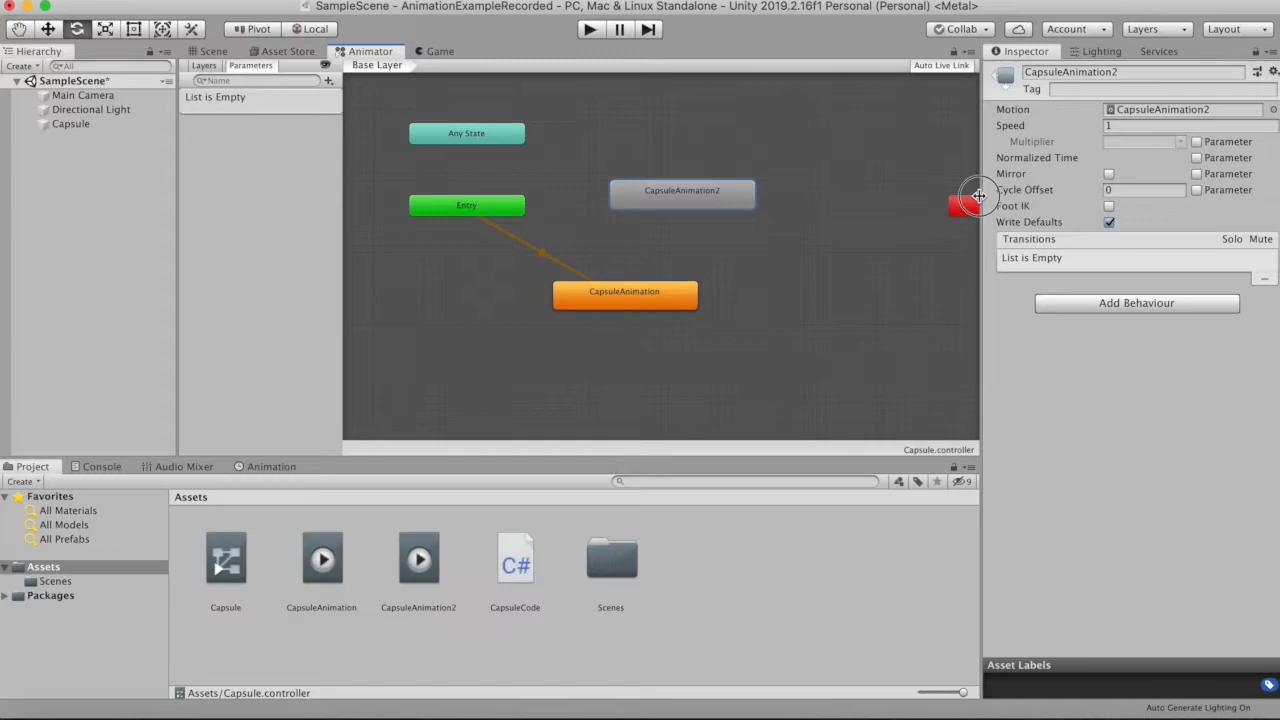 SampleScene - AnimationExampleRecorded - PC, Mac & Linux Standalone - Unity 2019.2.16f1 Personal (Personal) <Metal>
Pivot Local Collab Account Layers Layout
Hierarchy
Create All
SampleScene*
Main Camera
Directional Light
Capsule
Scene Asset Store Animator Game
Layers Parameters
Name
List is Empty
Base Layer Auto Live Link
Any State
Entry
CapsuleAnimation2
CapsuleAnimation
Capsule.controller
Inspector Lighting Services
CapsuleAnimation2
Tag
Motion CapsuleAnimation2
Speed 1
Multiplier Parameter
Normalized Time Parameter
Mirror Parameter
Cycle Offset 0 Parameter
Foot IK
Write Defaults
Transitions Solo Mute
List is Empty
Add Behaviour
Project Console Audio Mixer Animation
Create 9
Favorites
All Materials
All Models
All Prefabs
Assets
Scenes
Packages
Assets
C#
Capsule CapsuleAnimation CapsuleAnimation2 CapsuleCode Scenes
Assets/Capsule.controller
Asset Labels
Auto Generate Lighting On